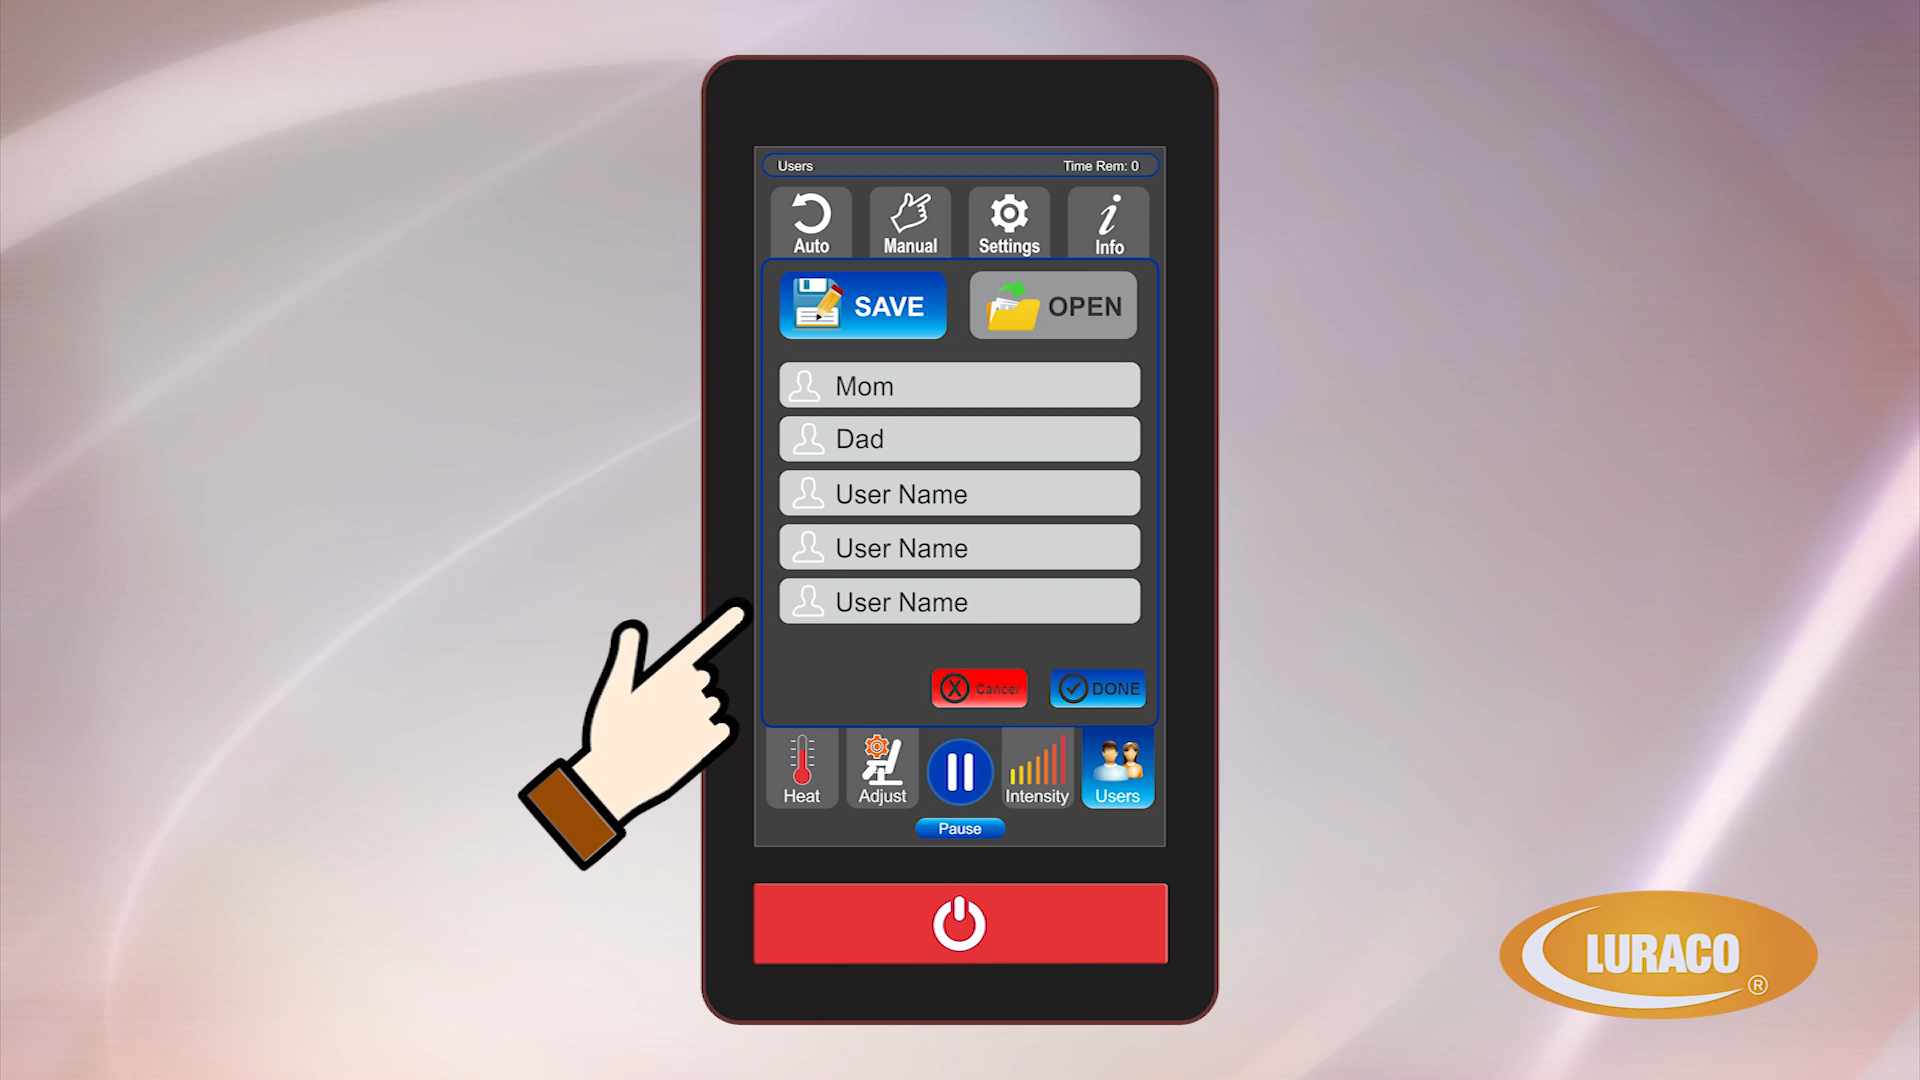 Users
Time Rem: 0
Auto
Manual
Settings
Info
SAVE
OPEN
Mom
Dad
User Name
User Name
User Name
Cancel
DONE
Heat
Adjust
Intensity
Users
Pause
LURACO
®